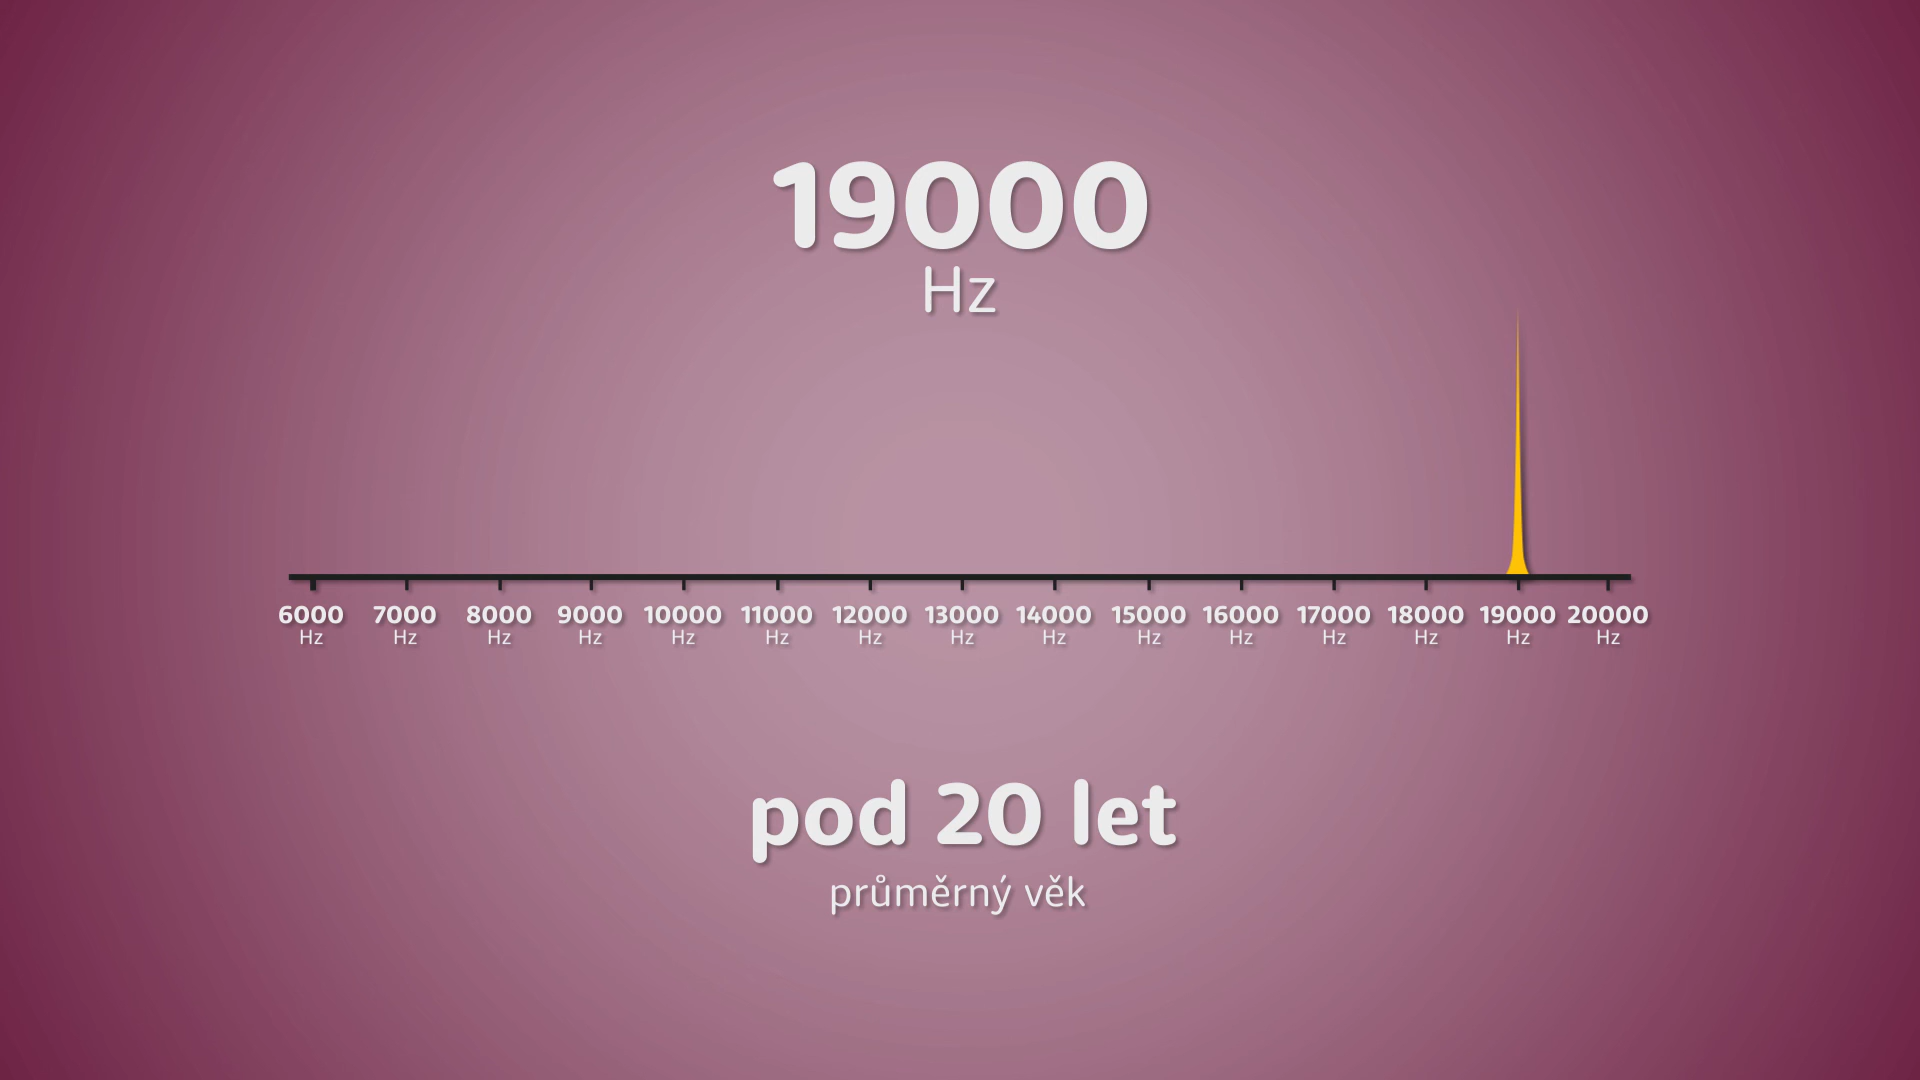 19000
Hz
6000 7000 8000 9000 10000 11000 12000 13000 14000 15000 16000 17000 18000 19000 20000
Hz Hz Hz Hz Hz Hz Hz Hz Hz Hz Hz Hz Hz Hz Hz
pod 20 let
průměrný věk